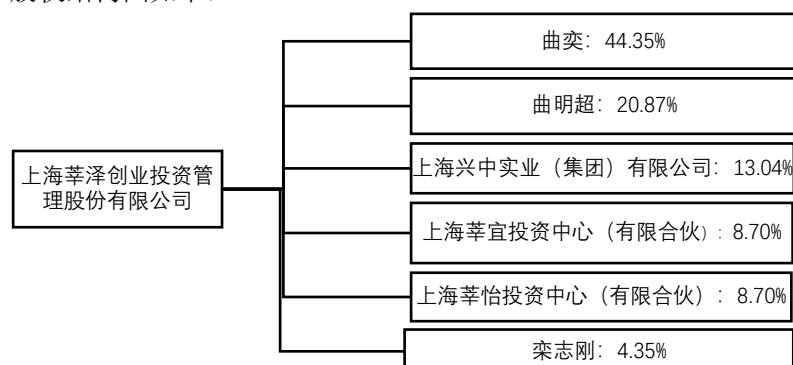 曲奕：44.35%
曲明超：20.87%
上海莘泽创业投资管
理股份有限公司
上海兴中实业（集团）有限公司：13.04%
上海莘宜投资中心（有限合伙）：8.70%
上海莘怡投资中心（有限合伙）：8.70%
栾志刚：4.35%